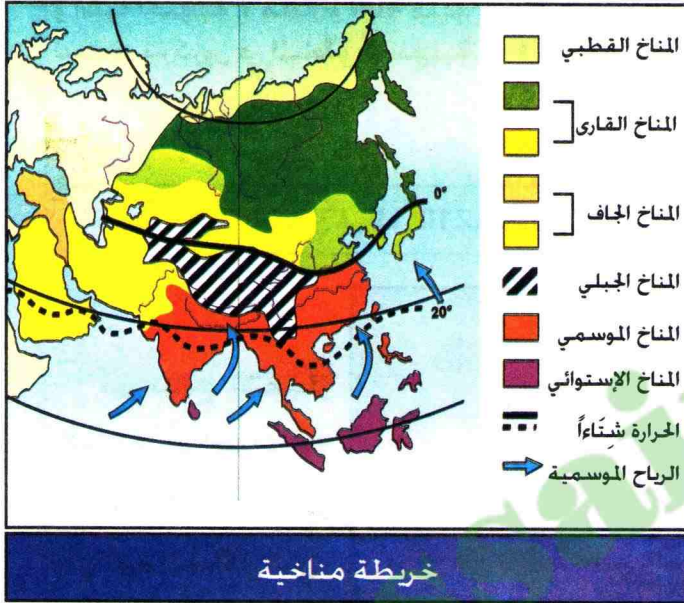 المناخ القطبي
المناخ القارى
المناخ الجاف
المناخ الجبلي
المناخ الموسمي
المناخ الإستوائي
الحرارة شِتَاءاً
الرياح الموسمية
0°
20°
خريطة مناخية